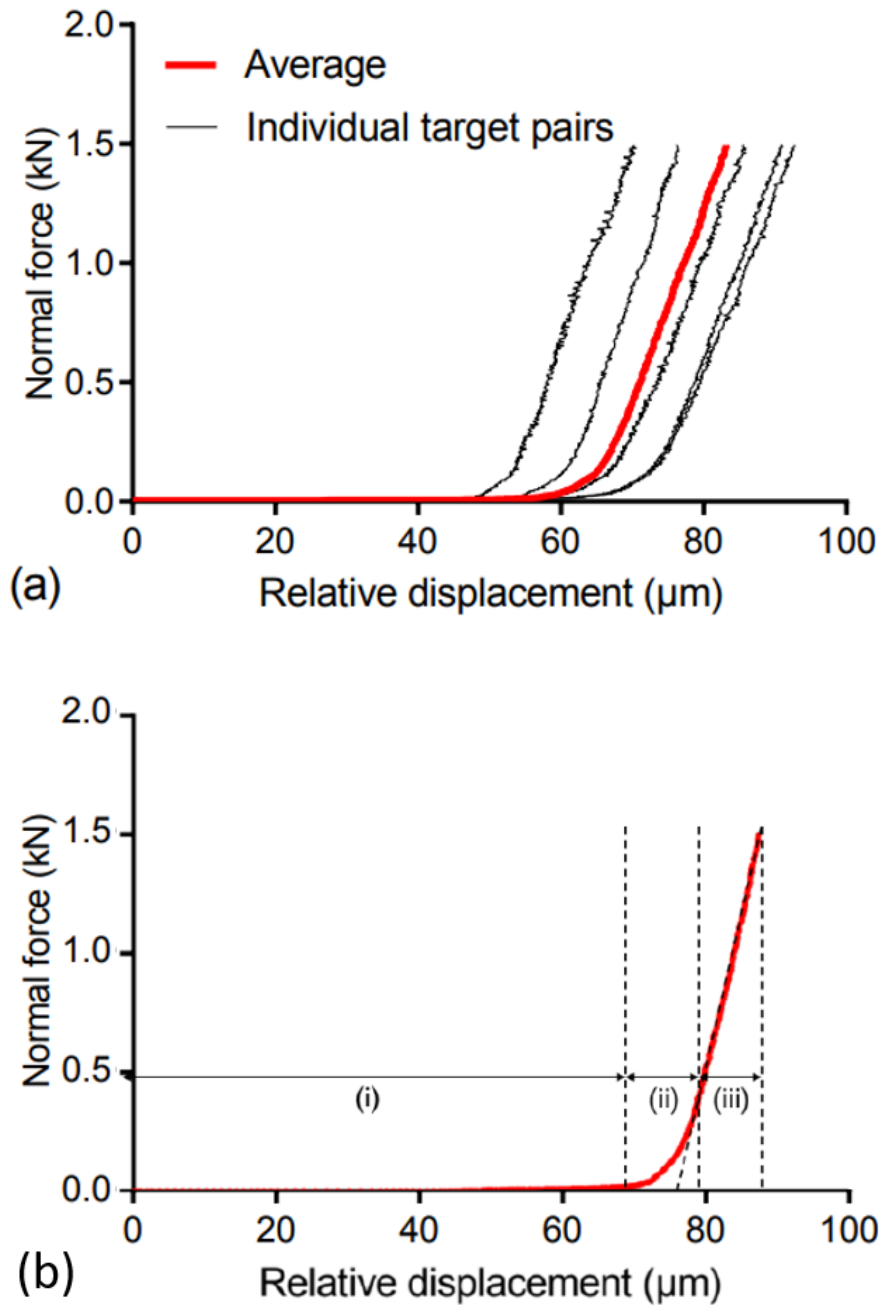 2.0
Average
Individual target pairs
1.5
1.0
0.5
0.0
Normal force (kN)
0 20 40 60 80 100
Relative displacement (μm)
(a)
2.0
1.5
1.0
0.5
0.0
Normal force (kN)
(i) (ii) (iii)
0 20 40 60 80 100
Relative displacement (μm)
(b)